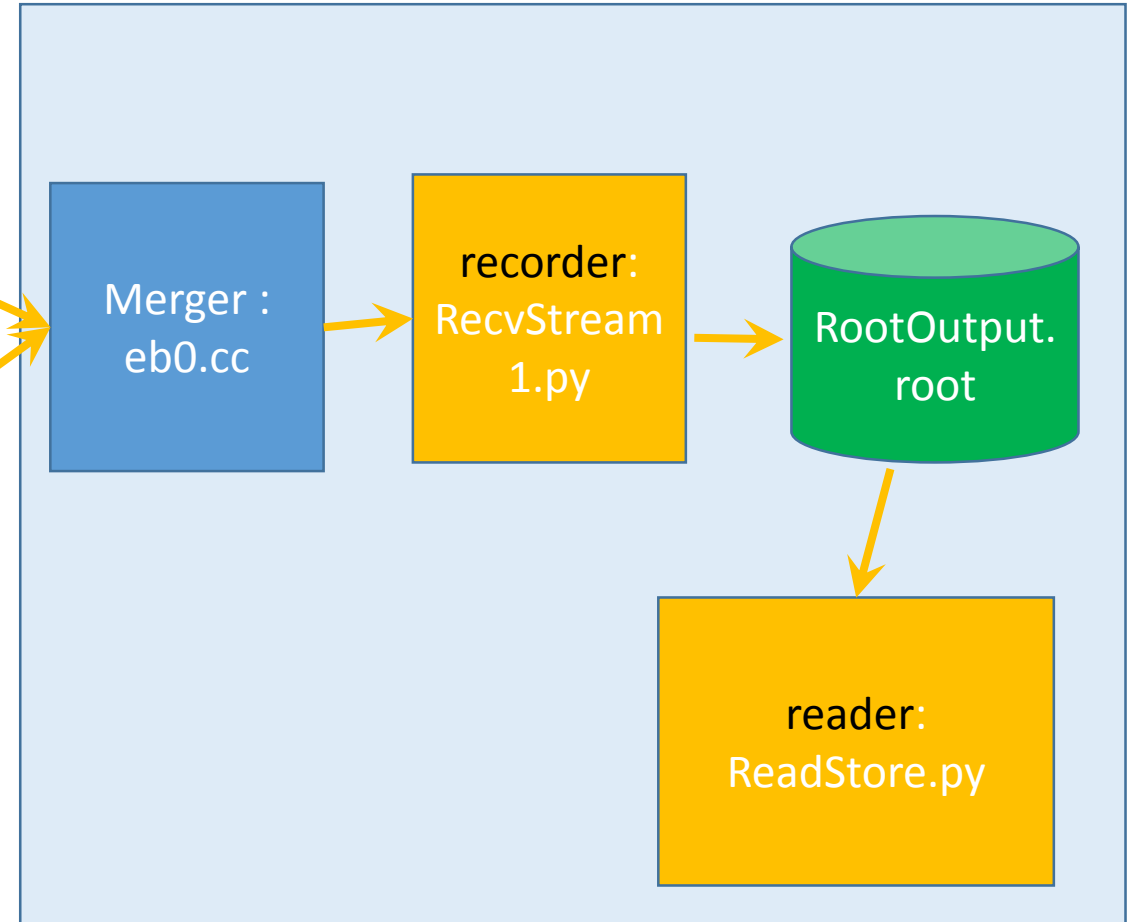 Merger :
eb0.cc
recorder:
RecvStream
1.py
RootOutput.
root
reader:
ReadStore.py